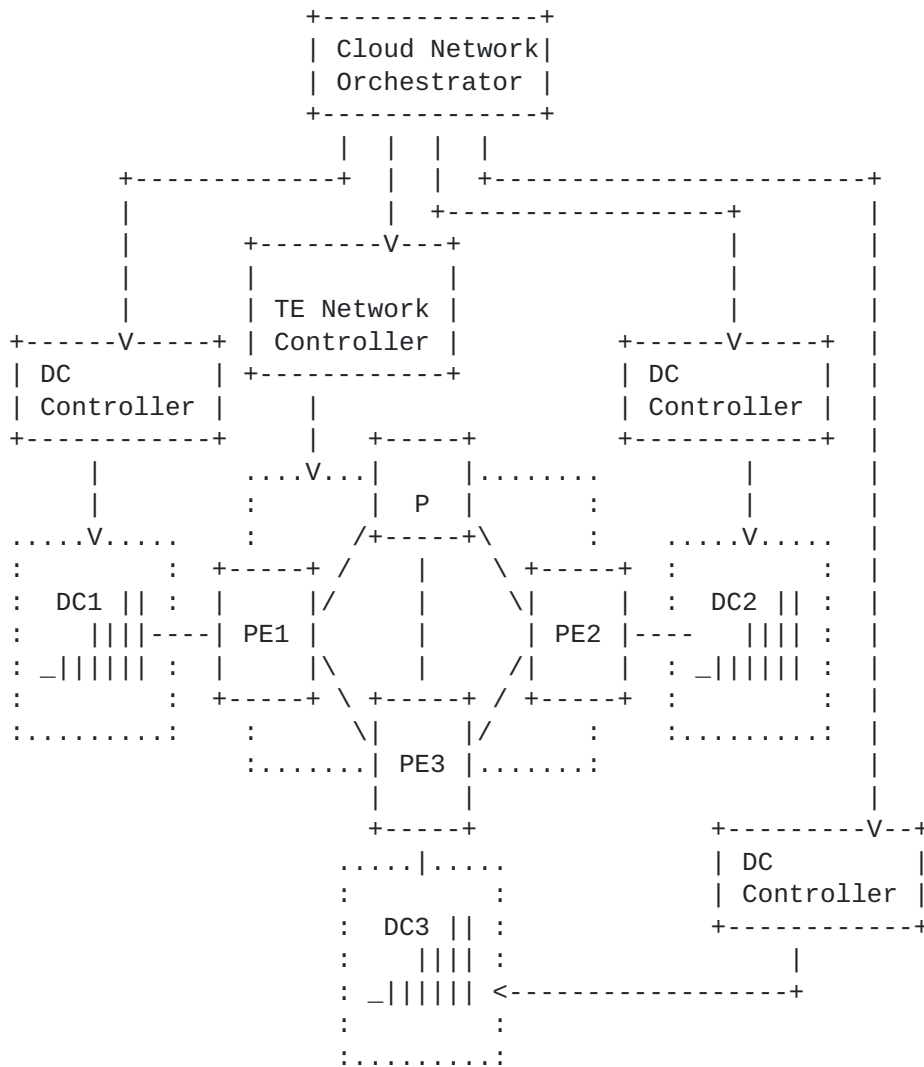 Cloud Network
Orchestrator
TE Network
Controller
DC
Controller
DC
Controller
P
DC1
PE1
PE2
DC2
PE3
DC
Controller
DC3